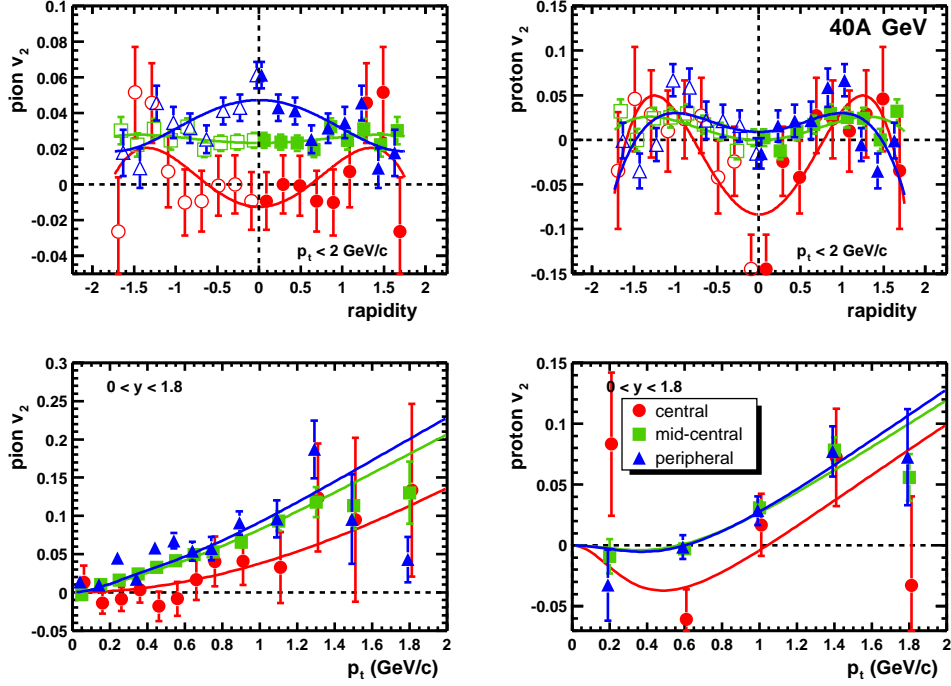 40A GeV
pion v2
0.1
0.08
0.06
0.04
0.02
0
-0.02
-0.04
pt < 2 GeV/c
-2 -1.5 -1 -0.5 0 0.5 1 1.5 2
rapidity
proton v2
0.15
0.1
0.05
0
-0.05
-0.1
-0.15
pt < 2 GeV/c
-2 -1.5 -1 -0.5 0 0.5 1 1.5 2
rapidity
pion v2
0.3
0.25
0.2
0.15
0.1
0.05
0
-0.05
0 < y < 1.8
0 0.2 0.4 0.6 0.8 1 1.2 1.4 1.6 1.8 2
pt (GeV/c)
proton v2
0.15
0.1
0.05
0
-0.05
0 < y < 1.8
central
mid-central
peripheral
0 0.2 0.4 0.6 0.8 1 1.2 1.4 1.6 1.8 2
pt (GeV/c)